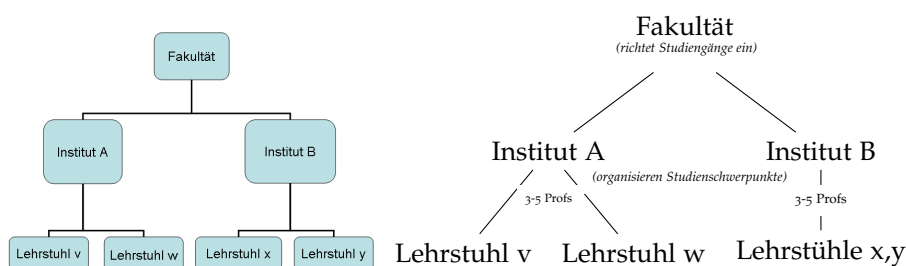 Fakultät
Institut A
Institut B
Lehrstuhl v
Lehrstuhl w
Lehrstuhl x
Lehrstuhl y
Fakultät
(richtet Studiengänge ein)
Institut A
Institut B
(organisieren Studienschwerpunkte)
3-5 Profs
3-5 Profs
Lehrstuhl v
Lehrstuhl w
Lehrstühle x,y